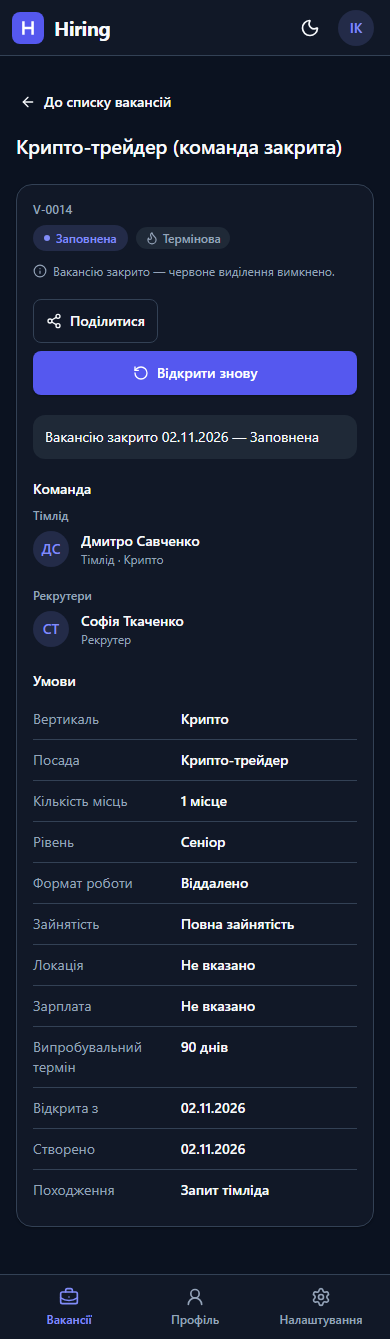 H Hiring
ІК
До списку вакансій
Крипто-трейдер (команда закрита)
V-0014
Заповнена
Термінова
Вакансію закрито — червоне виділення вимкнено.
Поділитися
Відкрити знову
Вакансію закрито 02.11.2026 — Заповнена
Команда
Тімлід
ДС
Дмитро Савченко
Тімлід · Крипто
Рекрутери
СТ
Софія Ткаченко
Рекрутер
Умови
Вертикаль Крипто
Посада Крипто-трейдер
Кількість місць 1 місце
Рівень Сеніор
Формат роботи Віддалено
Зайнятість Повна зайнятість
Локація Не вказано
Зарплата Не вказано
Випробувальний 90 днів
термін
Відкрита з 02.11.2026
Створено 02.11.2026
Походження Запит тімліда
Вакансії Профіль Налаштування